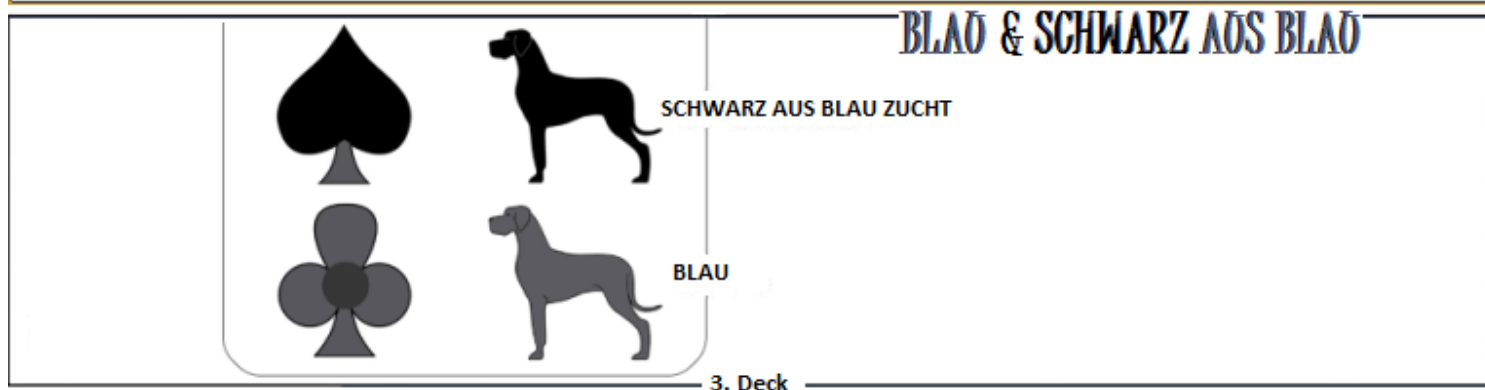 BLAU & SCHWARZ AUS BLAU
SCHWARZ AUS BLAU ZUCHT
BLAU
3. Deck